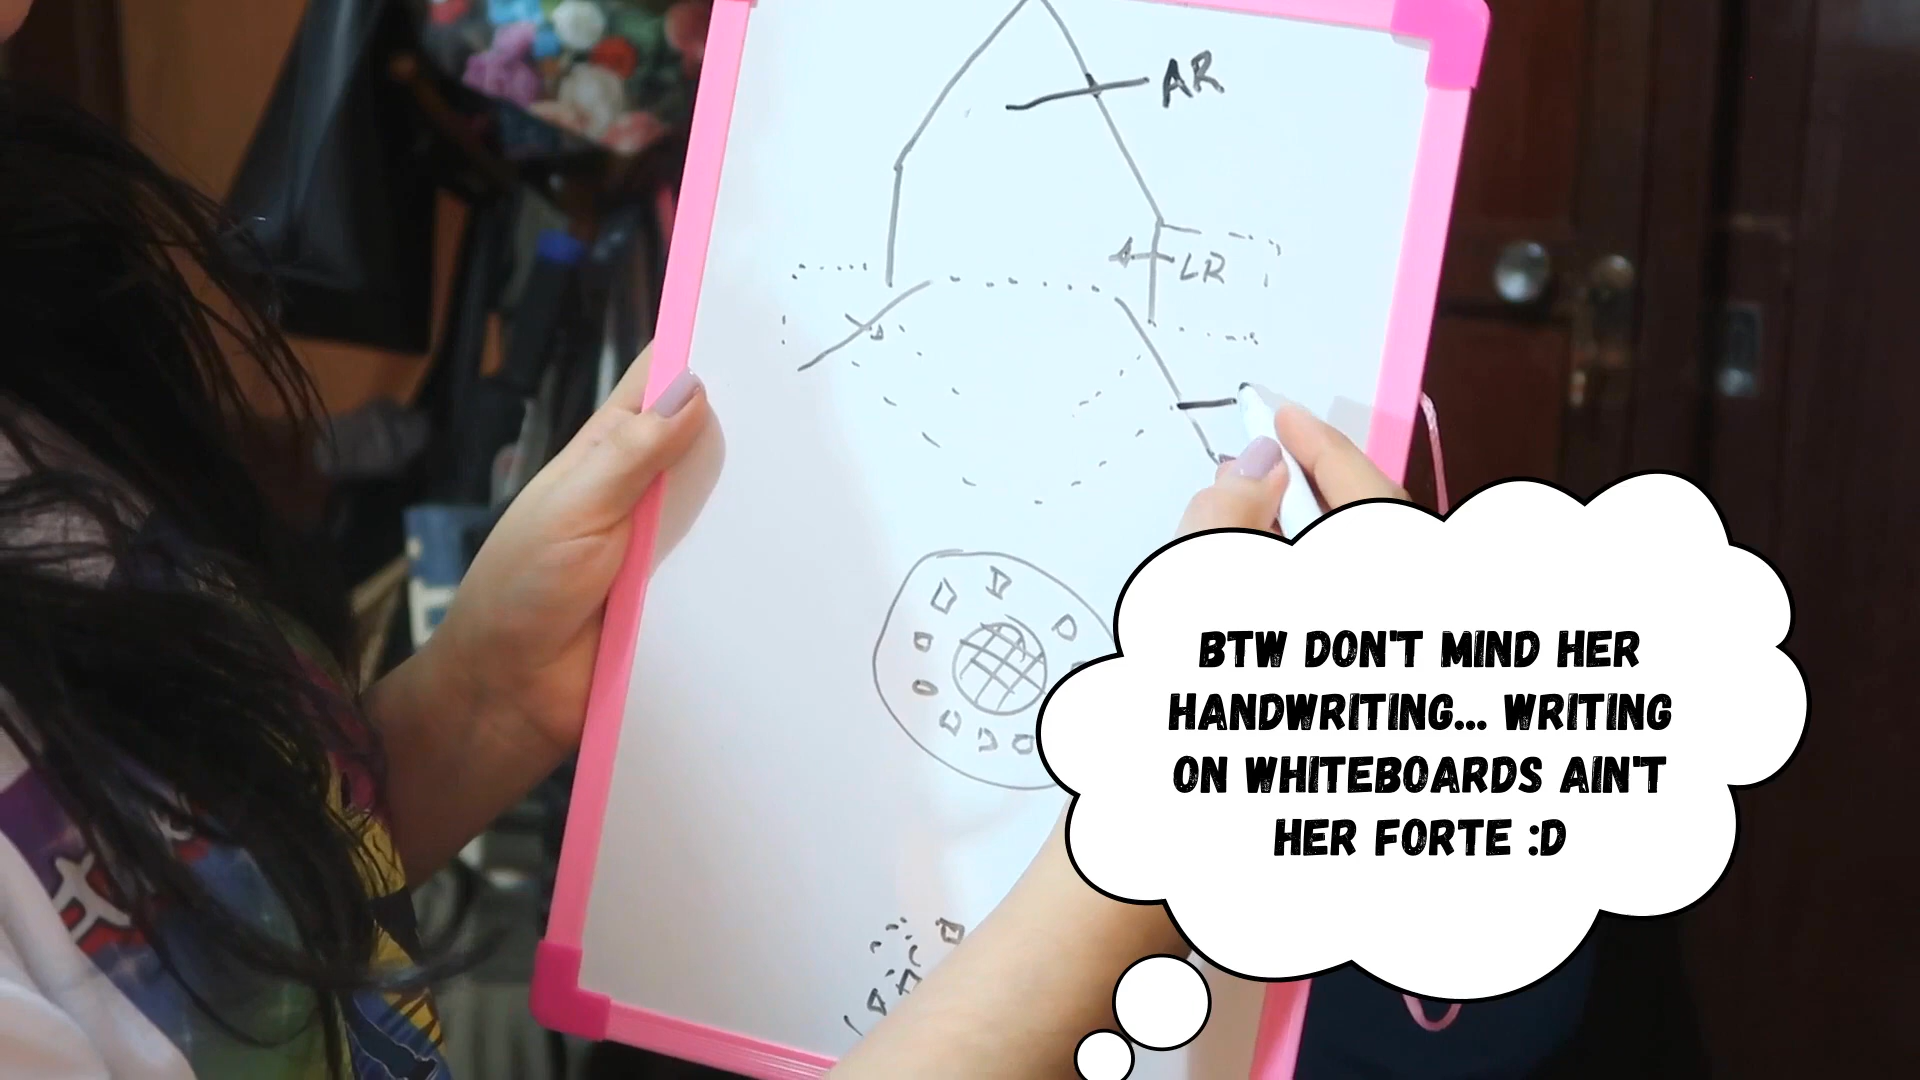 AR
LR
BTW DON'T MIND HER
HANDWRITING... WRITING
ON WHITEBOARDS AIN'T
HER FORTE :D